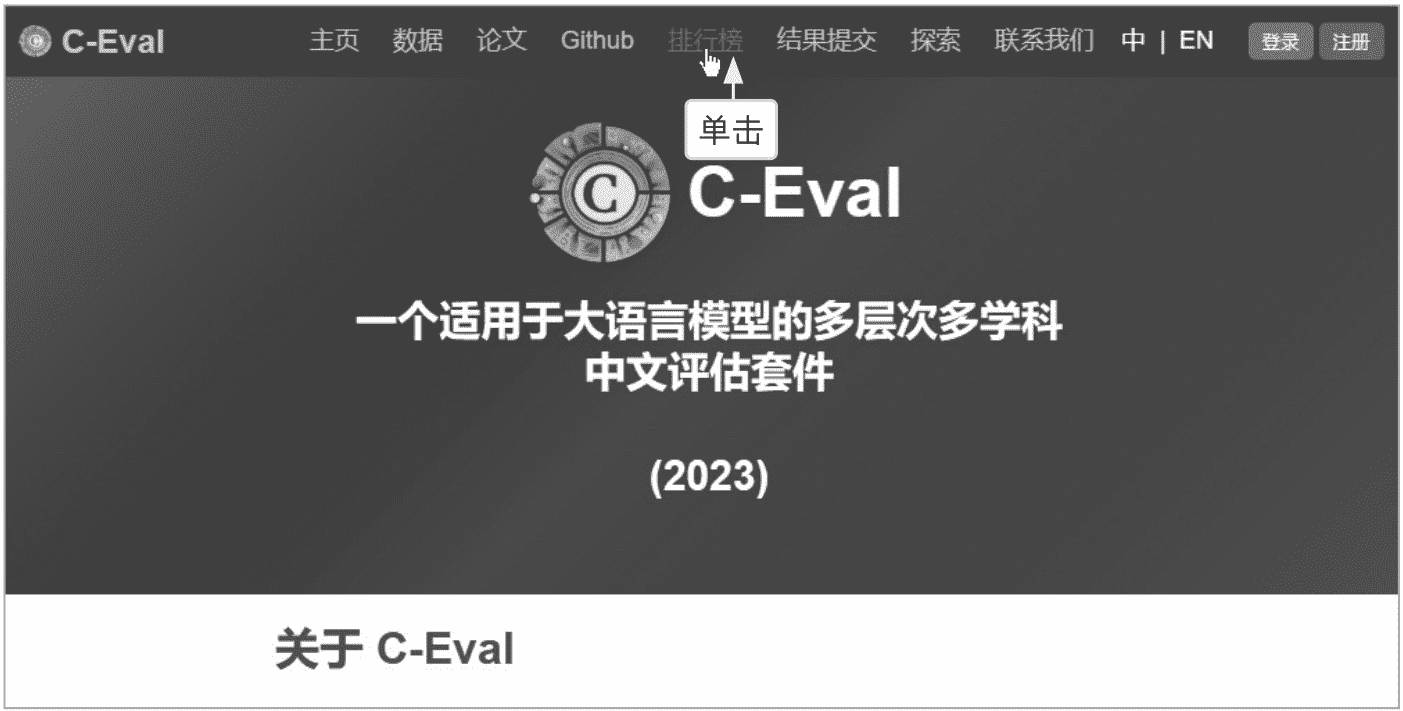 C-Eval 主页 数据 论文 Github 排行榜 结果提交 探索 联系我们 中 | EN 登录 注册
单击
C C-Eval
一个适用于大语言模型的多层次多学科
中文评估套件
(2023)
关于 C-Eval